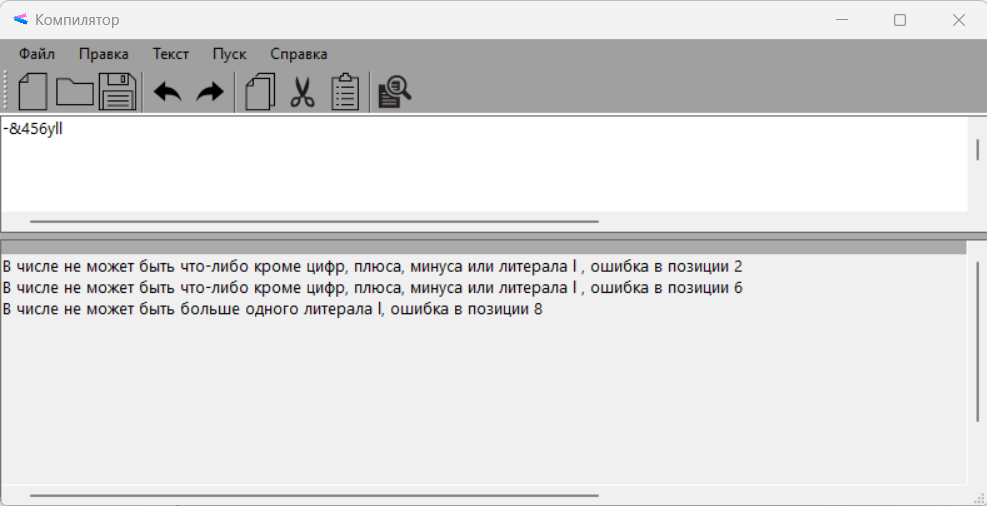 Компилятор
Файл Правка Текст Пуск Справка
-&456yll
В числе не может быть что-либо кроме цифр, плюса, минуса или литерала l , ошибка в позиции 2
В числе не может быть что-либо кроме цифр, плюса, минуса или литерала l , ошибка в позиции 6
В числе не может быть больше одного литерала l, ошибка в позиции 8